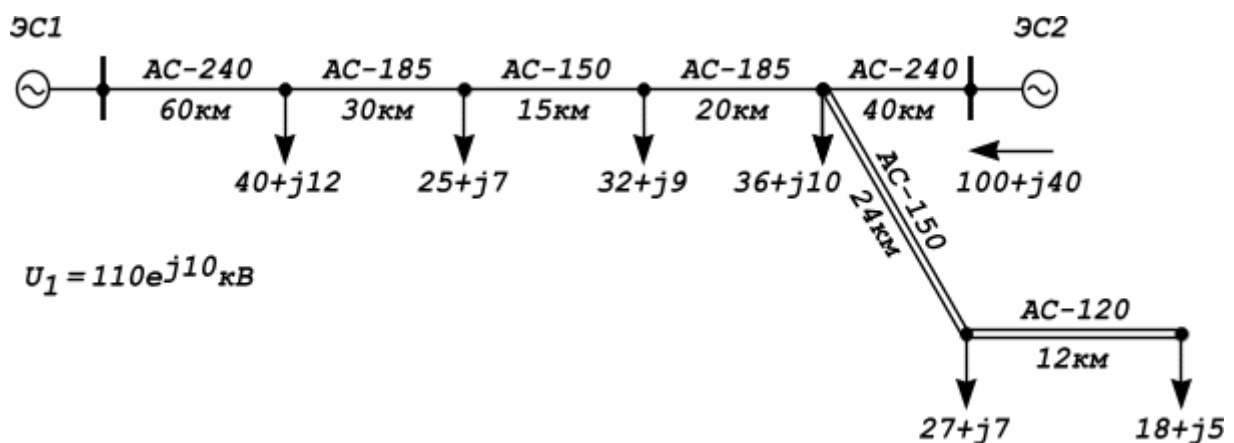 ЭС1
ЭС2
АС-240
АС-185
АС-150
АС-185
АС-240
60км
30км
15км
20км
40км
40+j12
25+j7
32+j9
36+j10
100+j40
АС-150
24км
U1=110ej10кВ
АС-120
12км
27+j7
18+j5